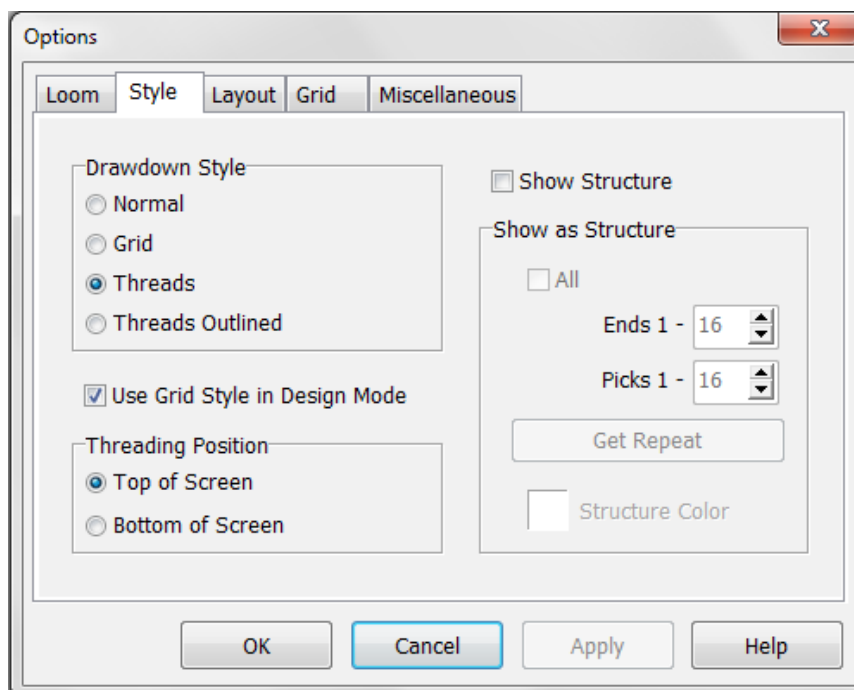 Options
Loom Style Layout Grid Miscellaneous
Drawdown Style
Normal
Grid
Threads
Threads Outlined
Use Grid Style in Design Mode
Threading Position
Top of Screen
Bottom of Screen
Show Structure
Show as Structure
All
Ends 1 - 16
Picks 1 - 16
Get Repeat
Structure Color
OK Cancel Apply Help